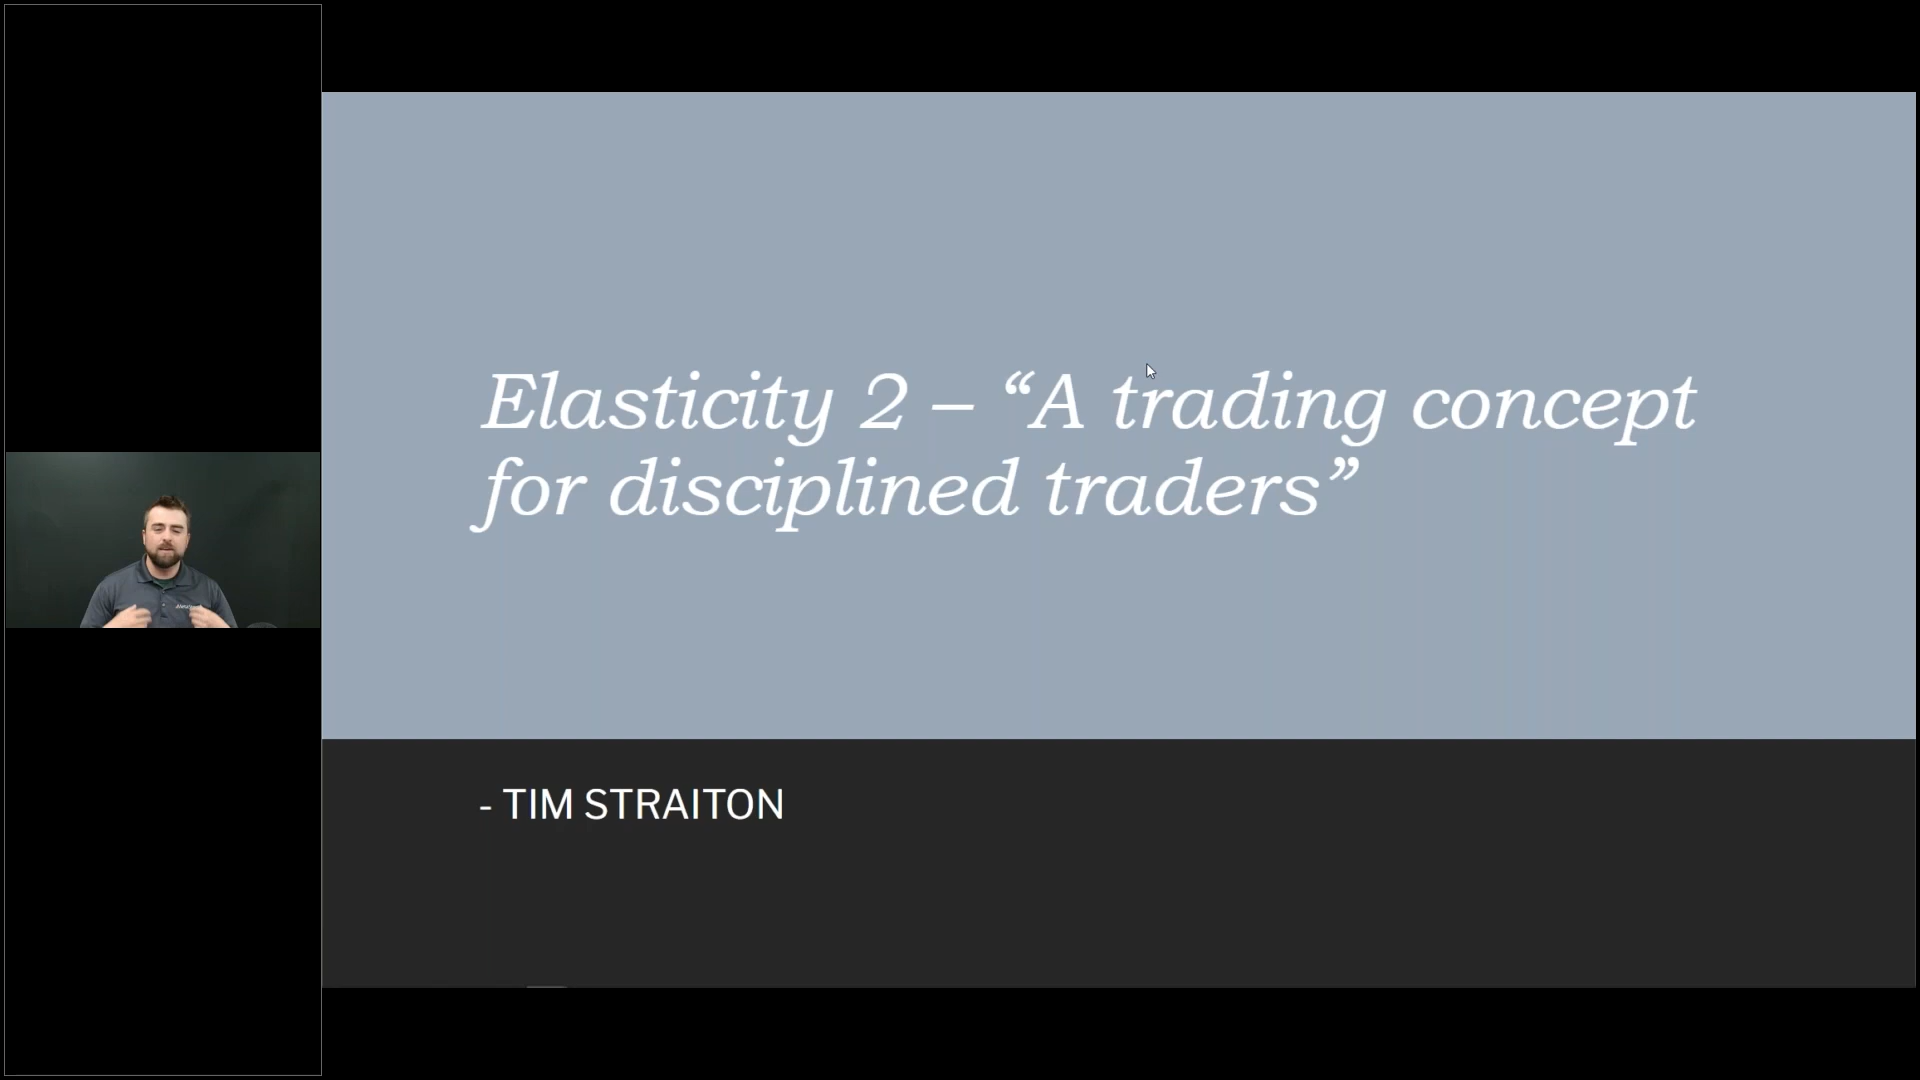 Elasticity 2 – “A trading concept
for disciplined traders”
- TIM STRAITON